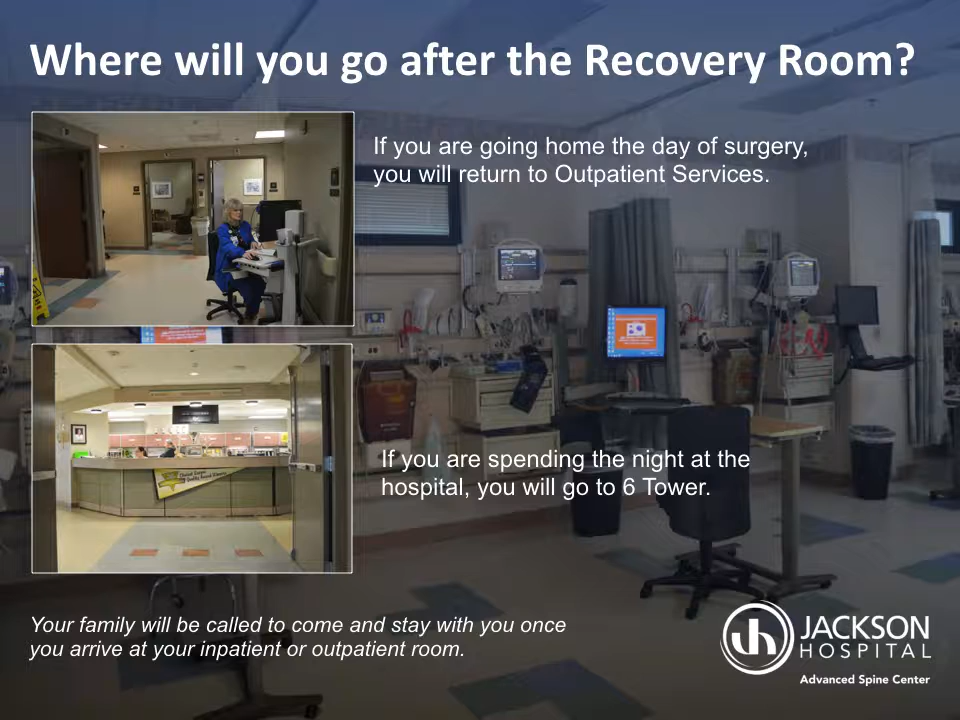 Where will you go after the Recovery Room?
If you are going home the day of surgery,
you will return to Outpatient Services.
If you are spending the night at the
hospital, you will go to 6 Tower.
Your family will be called to come and stay with you once
you arrive at your inpatient or outpatient room.
JACKSON
HOSPITAL
Advanced Spine Center